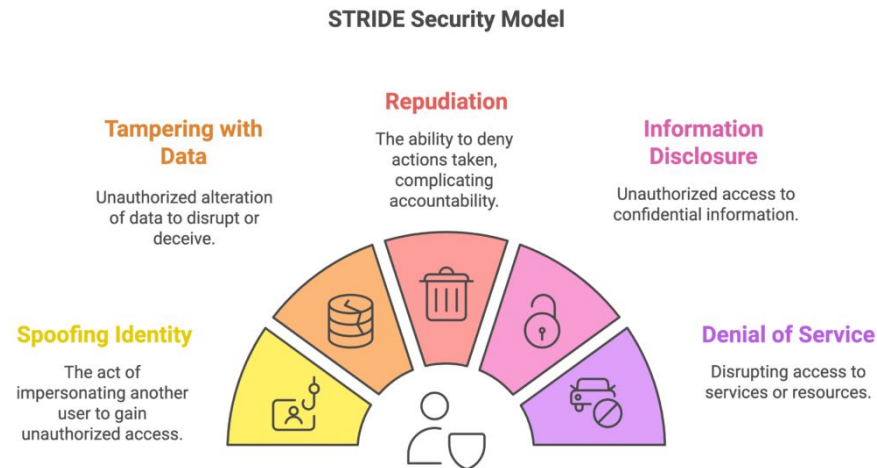 STRIDE Security Model
Repudiation
The ability to deny
actions taken,
complicating
accountability.
Tampering with
Data
Unauthorized alteration
of data to disrupt or
deceive.
Information
Disclosure
Unauthorized access to
confidential information.
Spoofing Identity
The act of
impersonating another
user to gain
unauthorized access.
Denial of Service
Disrupting access to
services or resources.